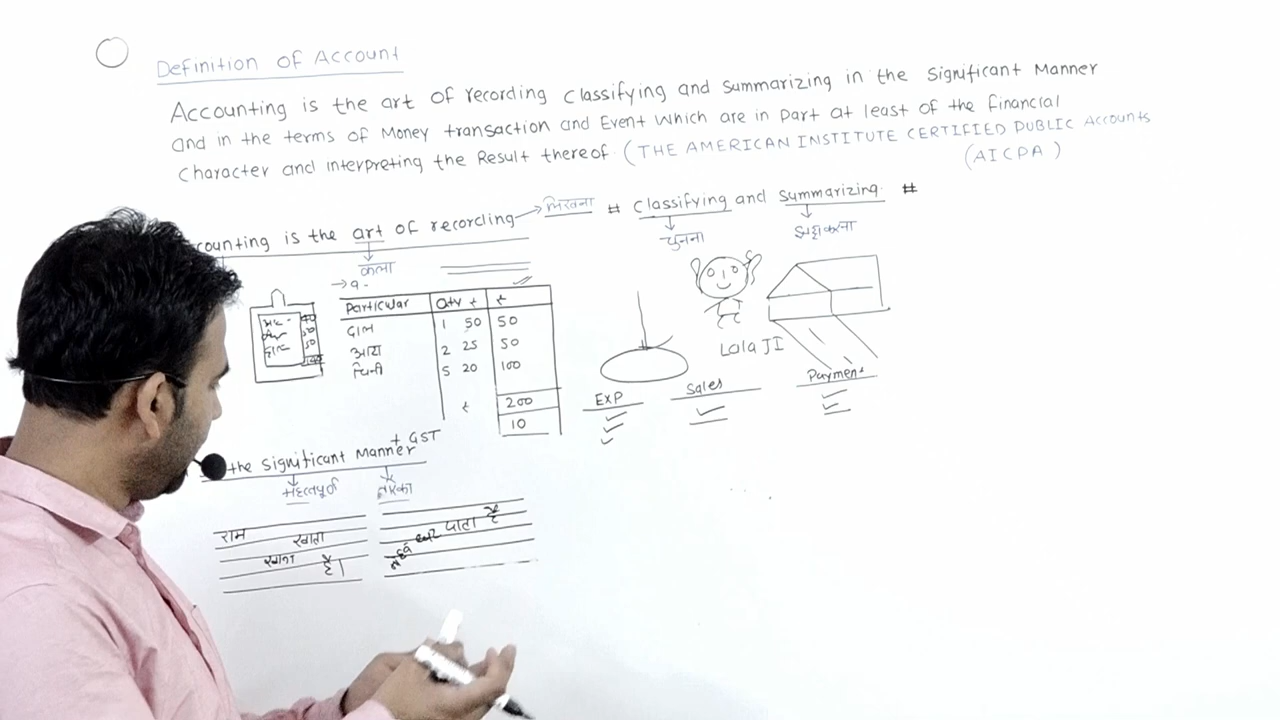 Definition of Account
Accounting is the art of recording classifying and summarizing in the significant Manner
and in the terms of Money transaction and Event which are in part at least of the financial
character and interpreting the Result thereof (THE AMERICAN INSTITUTE CERTIFIED PUBLIC Accounts
(AICPA)
counting is the art of recording → लिखना # classifying and summarizing #
कला
चुनना
Particular Qty ₹ ₹
दाल 1 50 50
आटा 2 25 50
चिनी 5 20 100
₹ 200
10
+ GST
Lala JI
EXP Sales Payment
the significant Manner
महत्वपूर्ण
राम
खाता
खाना है।
पाता है